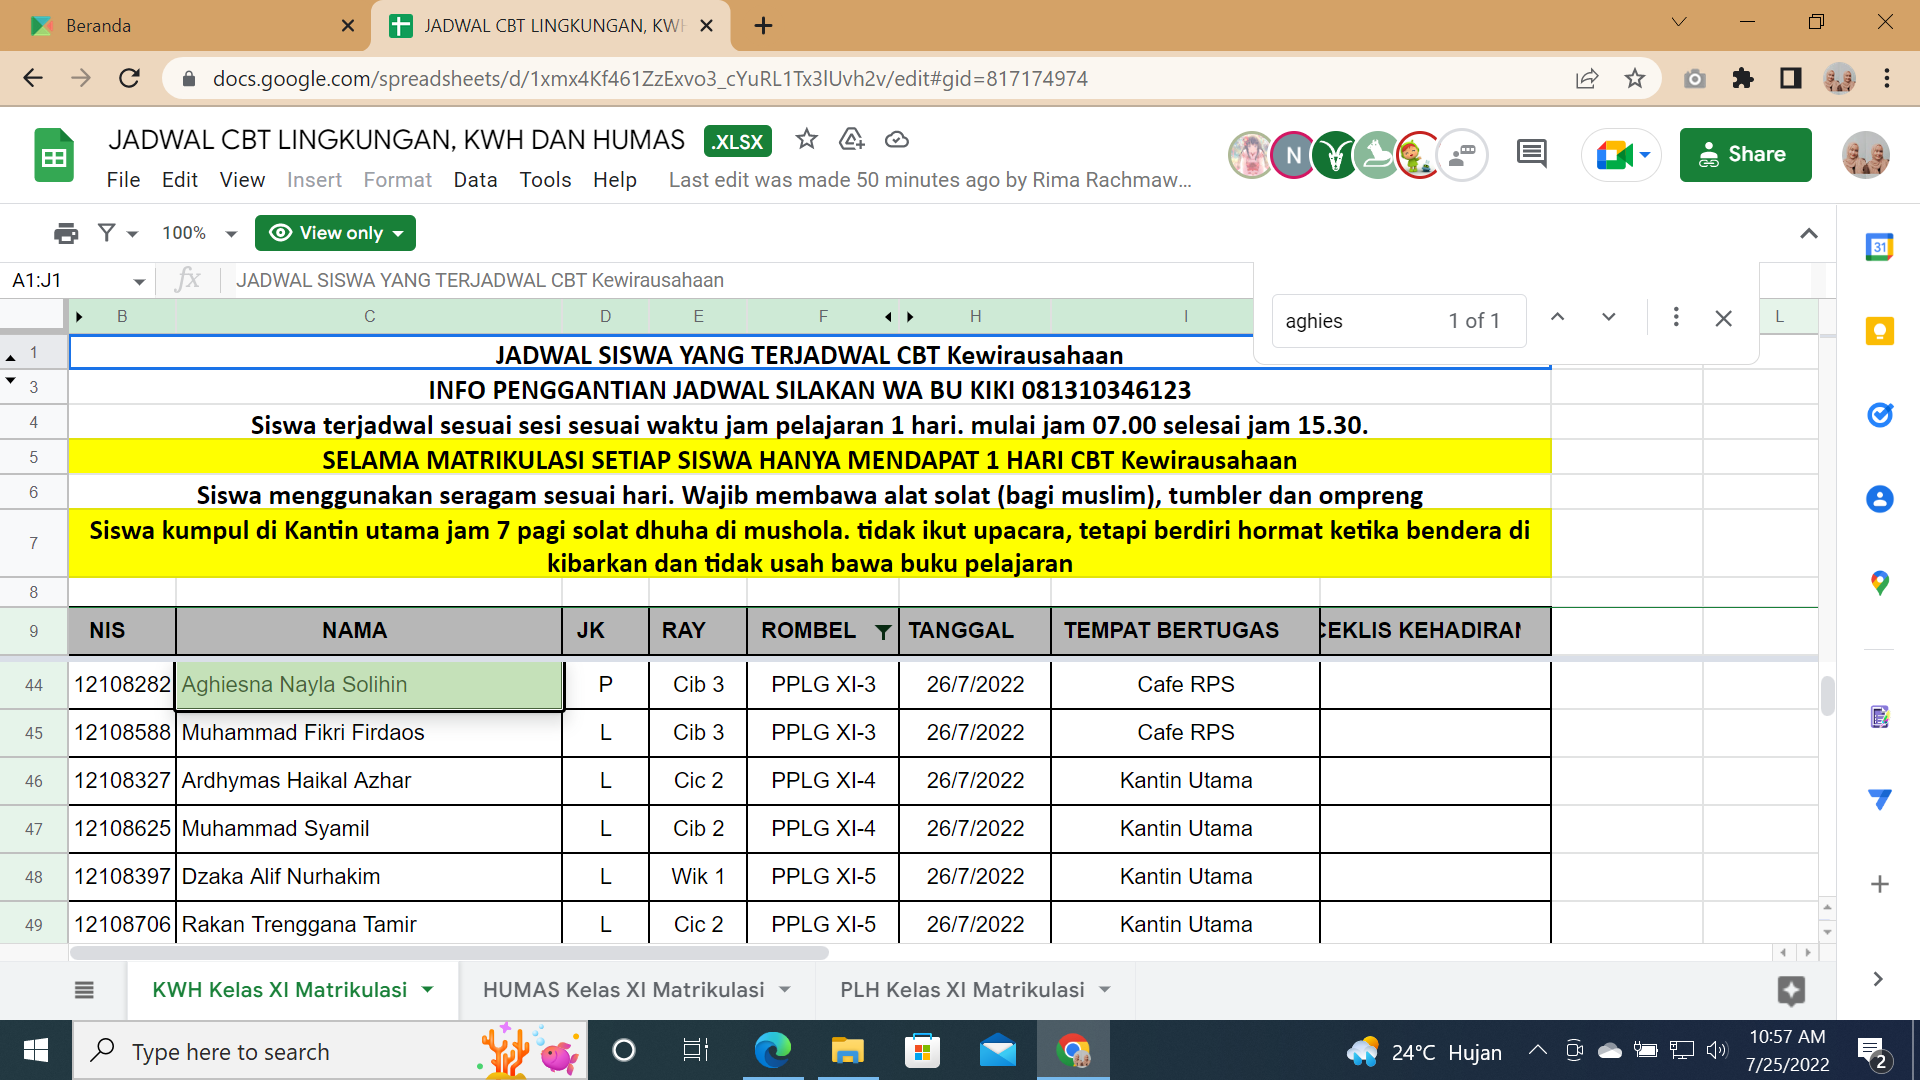 Beranda
JADWAL CBT LINGKUNGAN, KWH
docs.google.com/spreadsheets/d/1xmx4Kf461ZzExvo3_cYuRL1Tx3lUvh2v/edit#gid=817174974
JADWAL CBT LINGKUNGAN, KWH DAN HUMAS .XLSX
N
Share
File Edit View Insert Format Data Tools Help Last edit was made 50 minutes ago by Rima Rachmaw...
100% View only
31
A1:J1 fx JADWAL SISWA YANG TERJADWAL CBT Kewirausahaan
aghies 1 of 1
B C D E F H I L
1 JADWAL SISWA YANG TERJADWAL CBT Kewirausahaan
3 INFO PENGGANTIAN JADWAL SILAKAN WA BU KIKI 081310346123
4 Siswa terjadwal sesuai sesi sesuai waktu jam pelajaran 1 hari. mulai jam 07.00 selesai jam 15.30.
5 SELAMA MATRIKULASI SETIAP SISWA HANYA MENDAPAT 1 HARI CBT Kewirausahaan
6 Siswa menggunakan seragam sesuai hari. Wajib membawa alat solat (bagi muslim), tumbler dan ompreng
7 Siswa kumpul di Kantin utama jam 7 pagi solat dhuha di mushola. tidak ikut upacara, tetapi berdiri hormat ketika bendera di
kibarkan dan tidak usah bawa buku pelajaran
8
9 NIS NAMA JK RAY ROMBEL TANGGAL TEMPAT BERTUGAS CEKLIS KEHADIRAN
44 12108282 Aghiesna Nayla Solihin P Cib 3 PPLG XI-3 26/7/2022 Cafe RPS
45 12108588 Muhammad Fikri Firdaos L Cib 3 PPLG XI-3 26/7/2022 Cafe RPS
46 12108327 Ardhymas Haikal Azhar L Cic 2 PPLG XI-4 26/7/2022 Kantin Utama
47 12108625 Muhammad Syamil L Cib 2 PPLG XI-4 26/7/2022 Kantin Utama
48 12108397 Dzaka Alif Nurhakim L Wik 1 PPLG XI-5 26/7/2022 Kantin Utama
49 12108706 Rakan Trenggana Tamir L Cic 2 PPLG XI-5 26/7/2022 Kantin Utama
KWH Kelas XI Matrikulasi HUMAS Kelas XI Matrikulasi PLH Kelas XI Matrikulasi
Type here to search
24°C Hujan
10:57 AM
7/25/2022
2